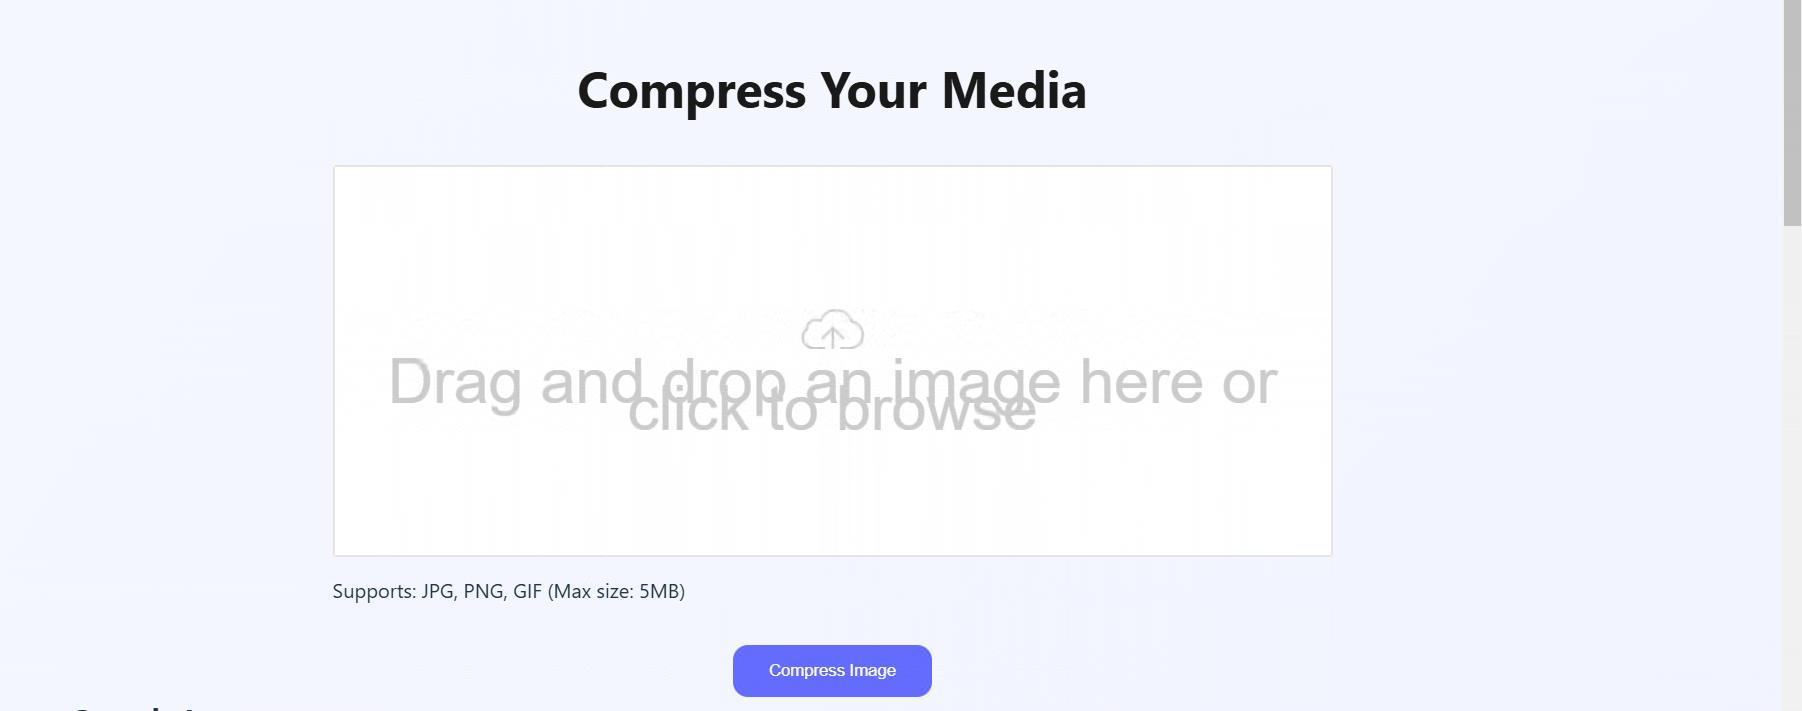 Compress Your Media
Drag and drop an image here or
click to browse
Supports: JPG, PNG, GIF (Max size: 5MB)
Compress Image